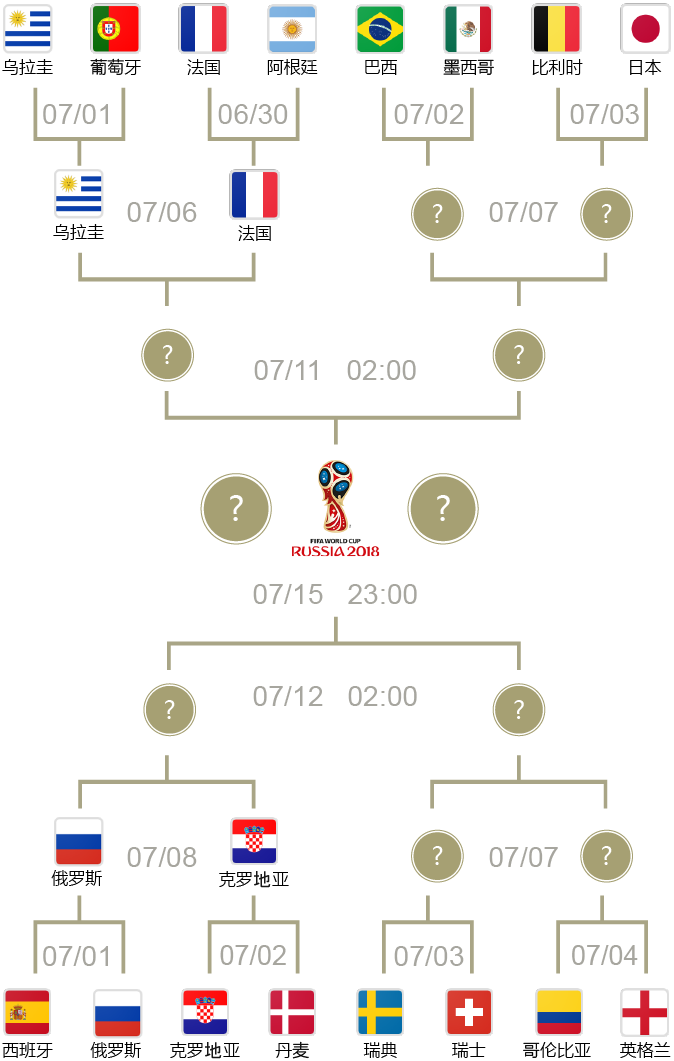 乌拉圭 葡萄牙 法国 阿根廷 巴西 墨西哥 比利时 日本
07/01 06/30 07/02 07/03
07/06 ? 07/07 ?
乌拉圭 法国
? ?
07/11 02:00
? ?
FIFA WORLD CUP
RUSSIA 2018
07/15 23:00
07/12 02:00
? ?
07/08 ? 07/07 ?
俄罗斯 克罗地亚
07/01 07/02 07/03 07/04
西班牙 俄罗斯 克罗地亚 丹麦 瑞典 瑞士 哥伦比亚 英格兰